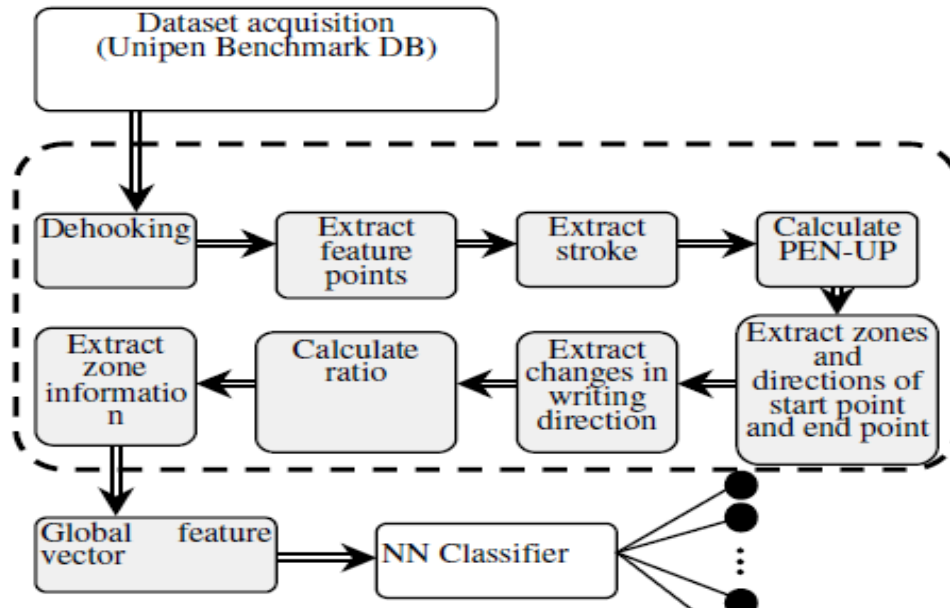 Dataset acquisition
(Unipen Benchmark DB)
Dehooking
Extract
feature
points
Extract
stroke
Calculate
PEN-UP
Extract zones
and
directions of
start point
and end point
Extract
changes in
writing
direction
Calculate
ratio
Extract
zone
informatio
n
Global feature
vector
NN Classifier